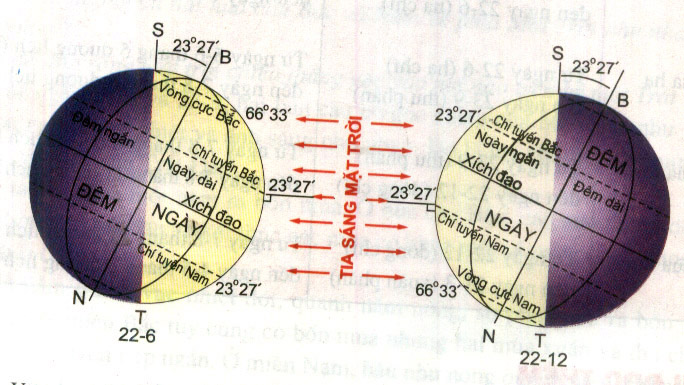 S
23°27′
B
Vòng cực Bắc
66°33′
Đêm ngắn
Chí tuyến Bắc
Ngày dài
23°27′
Xích đạo
ĐÊM
NGÀY
Chí tuyến Nam
23°27′
N
T
22-6
TIA SÁNG MẶT TRỜI
S
23°27′
B
23°27′
ĐÊM
Chí tuyến Bắc
Ngày ngắn
Đêm dài
Xích đạo
23°27′
NGÀY
Chí tuyến Nam
66°33′
Vòng cực Nam
N
T
22-12